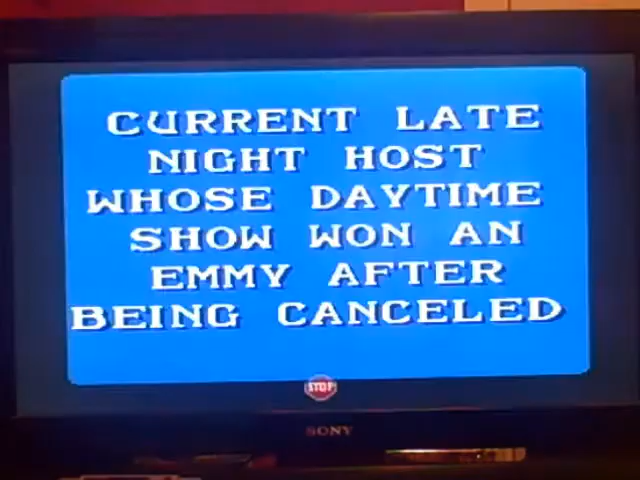 CURRENT LATE
NIGHT HOST
WHOSE DAYTIME
SHOW WON AN
EMMY AFTER
BEING CANCELED
STOP
SONY